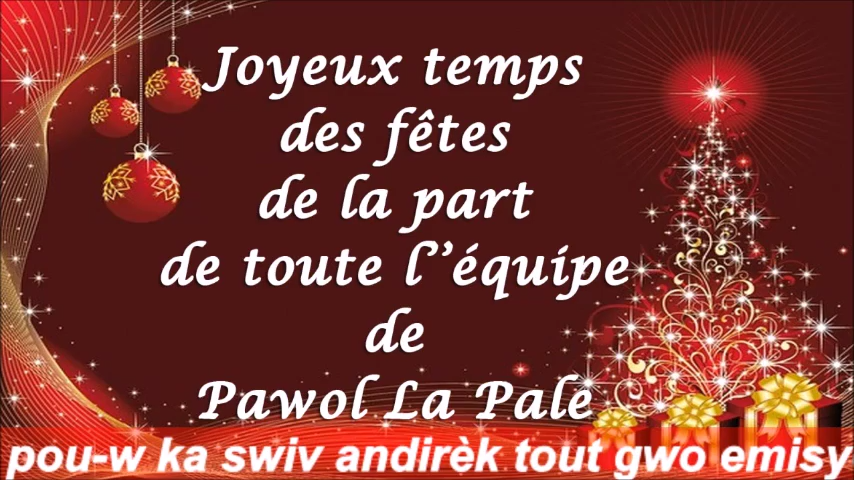 Joyeux temps
des fêtes
de la part
de toute l’’équipe
de
Pawol La Palè
pou-w ka swiv andirèk tout gwo emisy